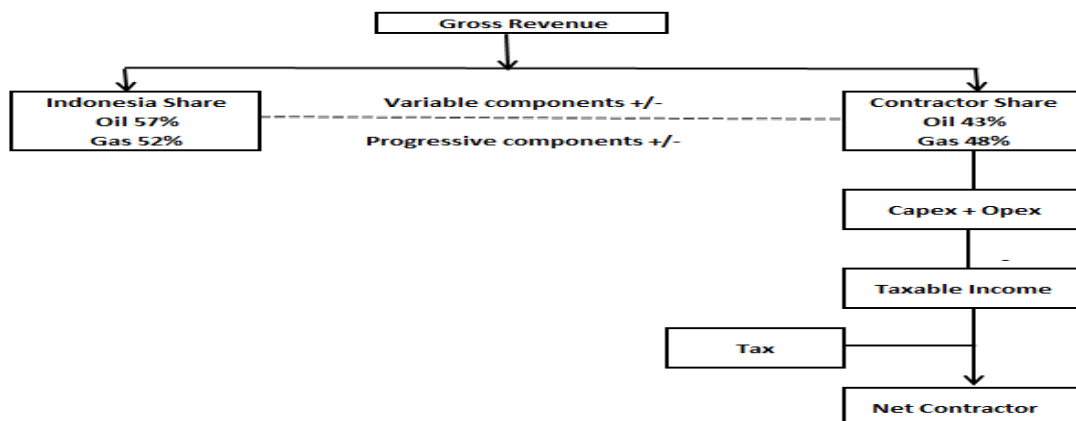 Gross Revenue
Indonesia Share
Oil 57%
Gas 52%
Variable components +/-
Progressive components +/-
Contractor Share
Oil 43%
Gas 48%
Capex + Opex
-
Taxable Income
Tax
Net Contractor